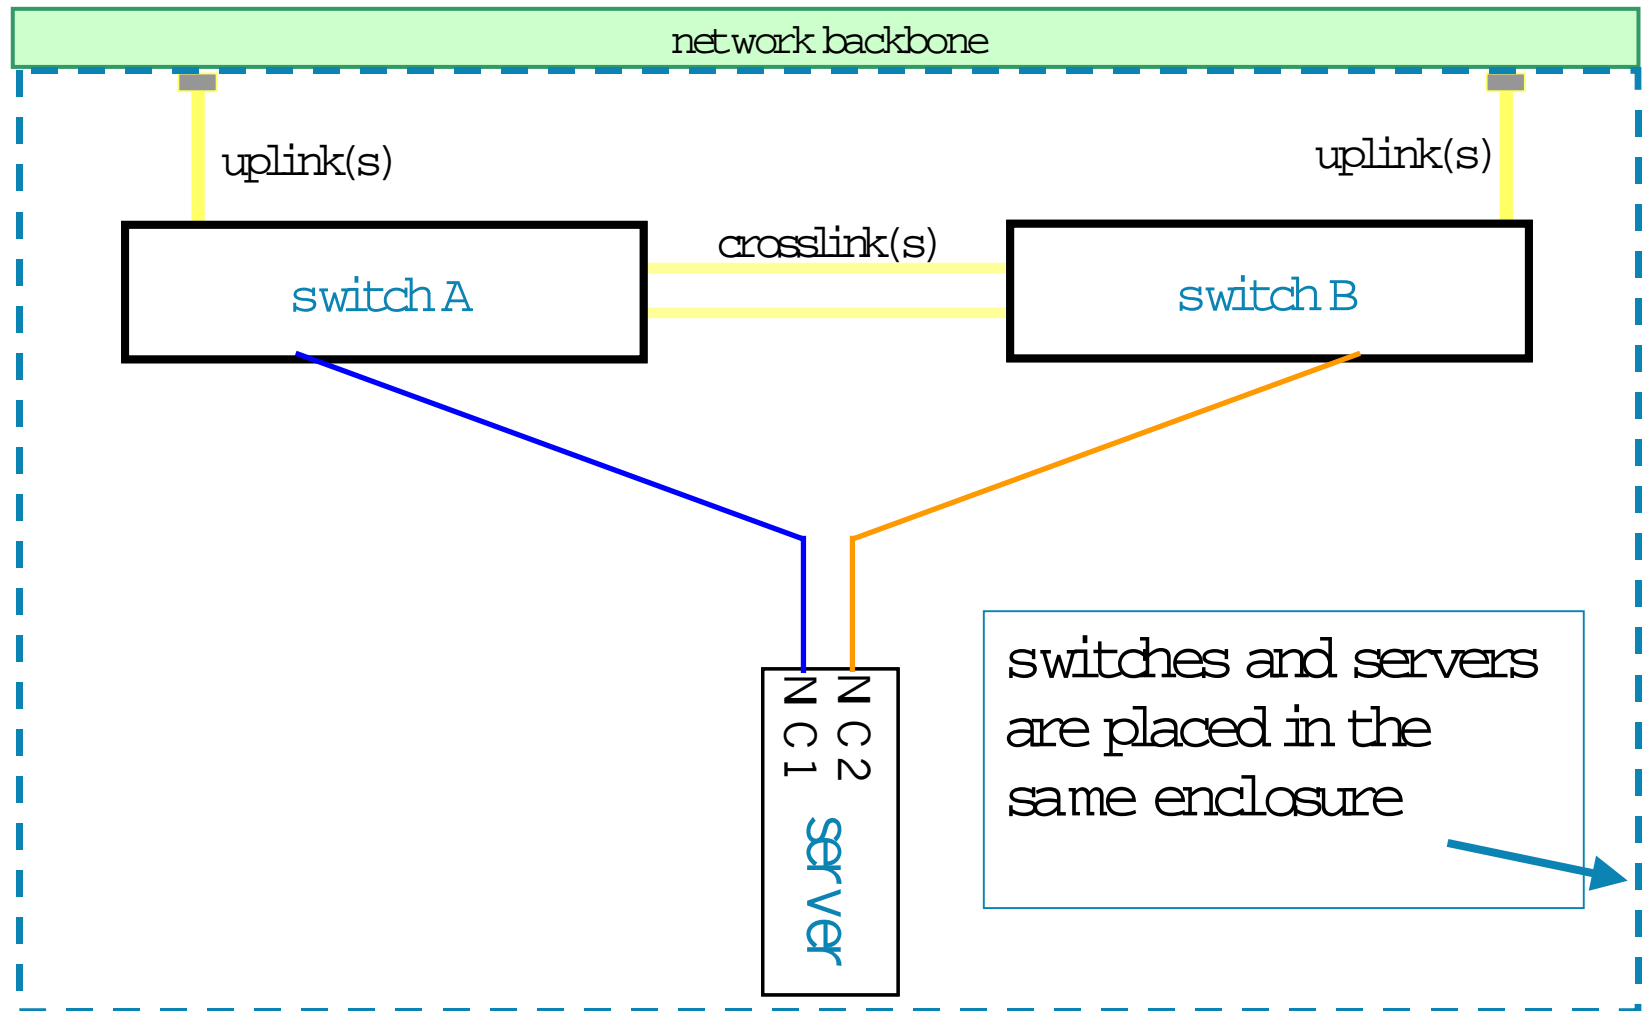 network backbone
uplink(s)
uplink(s)
crosslink(s)
switch A
switch B
switches and servers
are placed in the
same enclosure
NC1
NC2
server